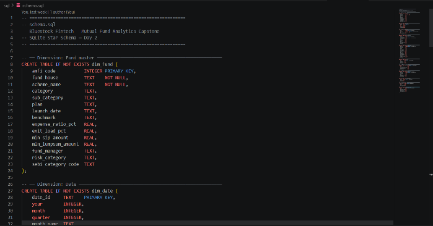 schema.sql
Bluestock Fintech Mutual Fund Analytics Capstone
SQLite Star Schema - Day 2
-- Dimension: Fund master
CREATE TABLE IF NOT EXISTS dim_fund (
amfi_code INTEGER PRIMARY KEY,
fund_house TEXT NOT NULL,
scheme_name TEXT NOT NULL,
category TEXT,
sub_category TEXT,
plan TEXT,
launch_date TEXT,
benchmark TEXT,
expense_ratio_pct REAL,
exit_load_pct REAL,
min_sip_amount REAL,
min_lumpsum_amount REAL,
fund_manager TEXT,
risk_category TEXT,
sebi_category_code TEXT
);
-- Dimension: Date
CREATE TABLE IF NOT EXISTS dim_date (
date_id TEXT PRIMARY KEY,
year INTEGER,
month INTEGER,
quarter INTEGER,
month_name TEXT